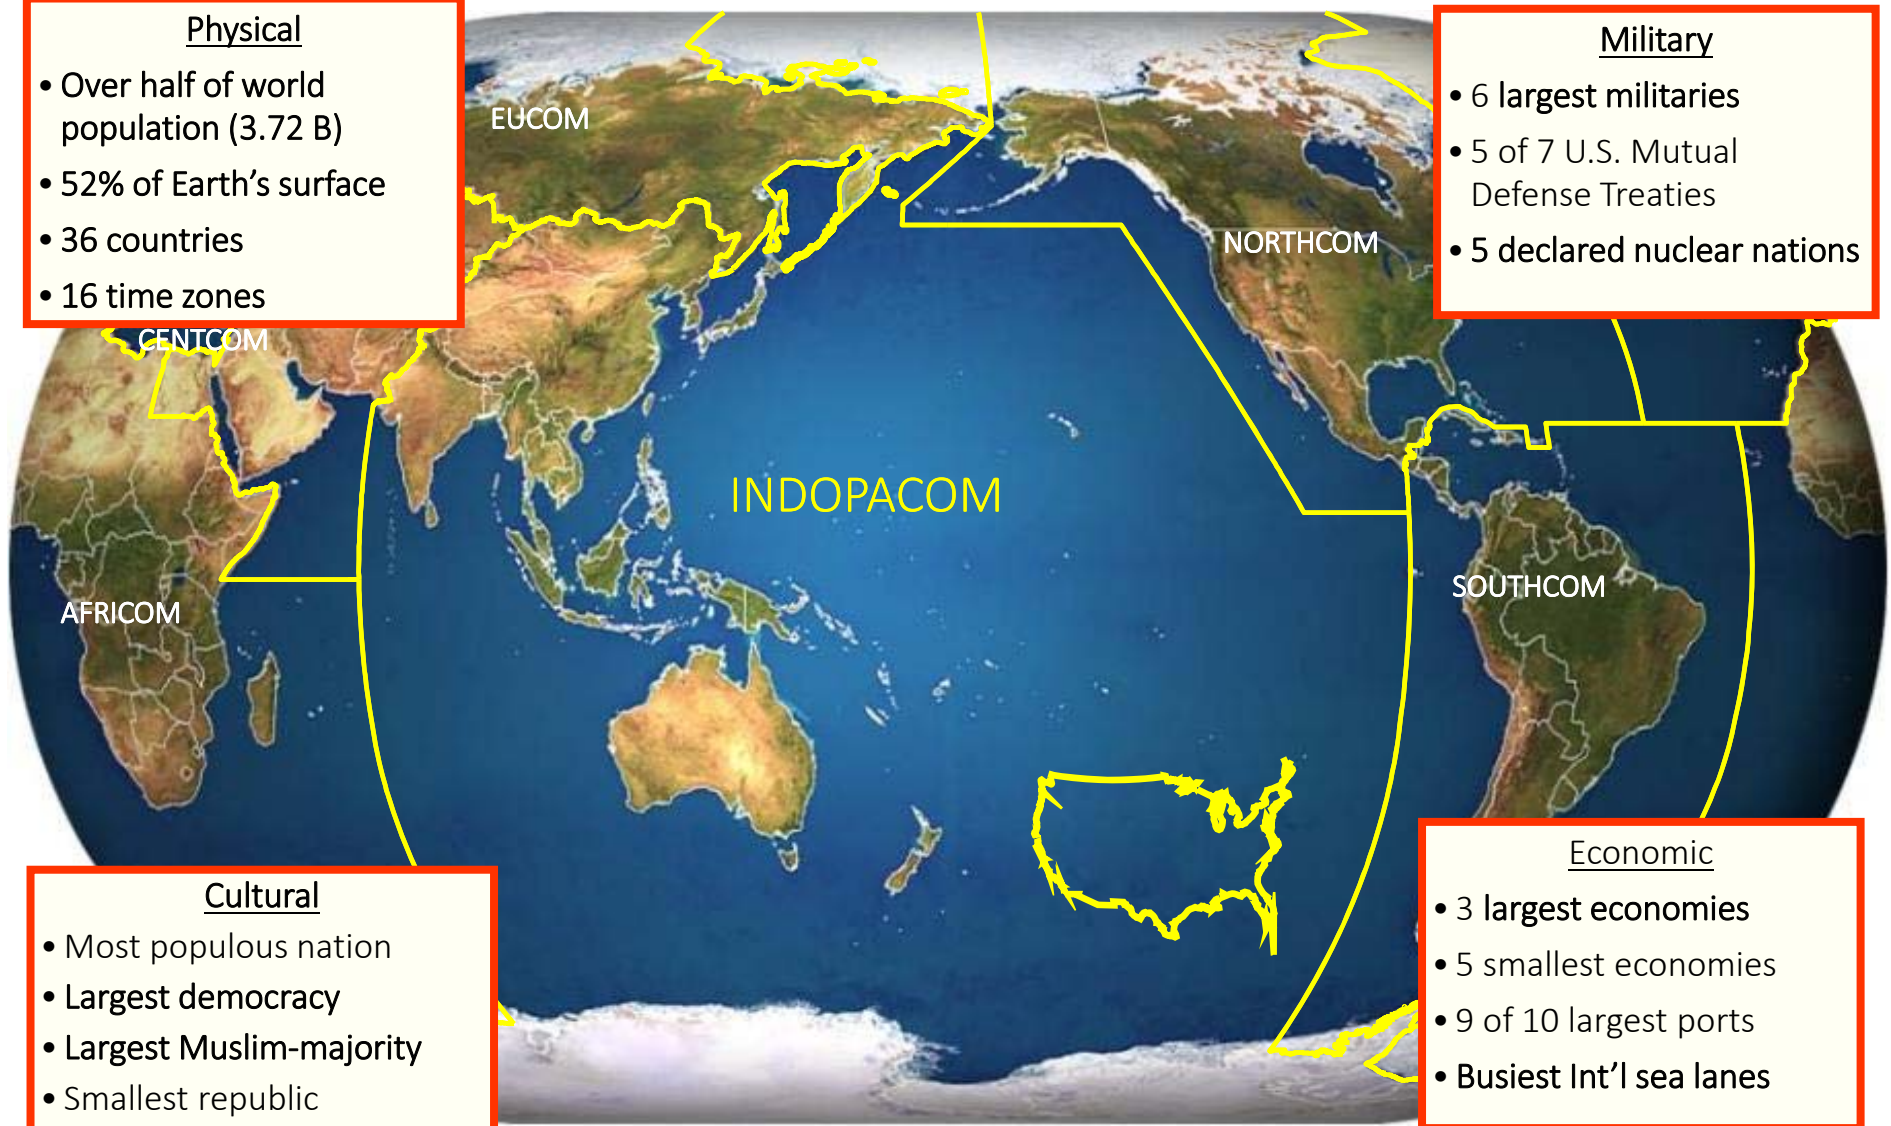 Physical
• Over half of world
population (3.72 B)
• 52% of Earth’s surface
• 36 countries
• 16 time zones
Military
• 6 largest militaries
• 5 of 7 U.S. Mutual
Defense Treaties
• 5 declared nuclear nations
EUCOM
NORTHCOM
CENTCOM
INDOPACOM
AFRICOM
SOUTHCOM
Cultural
• Most populous nation
• Largest democracy
• Largest Muslim-majority
• Smallest republic
Economic
• 3 largest economies
• 5 smallest economies
• 9 of 10 largest ports
• Busiest Int’l sea lanes